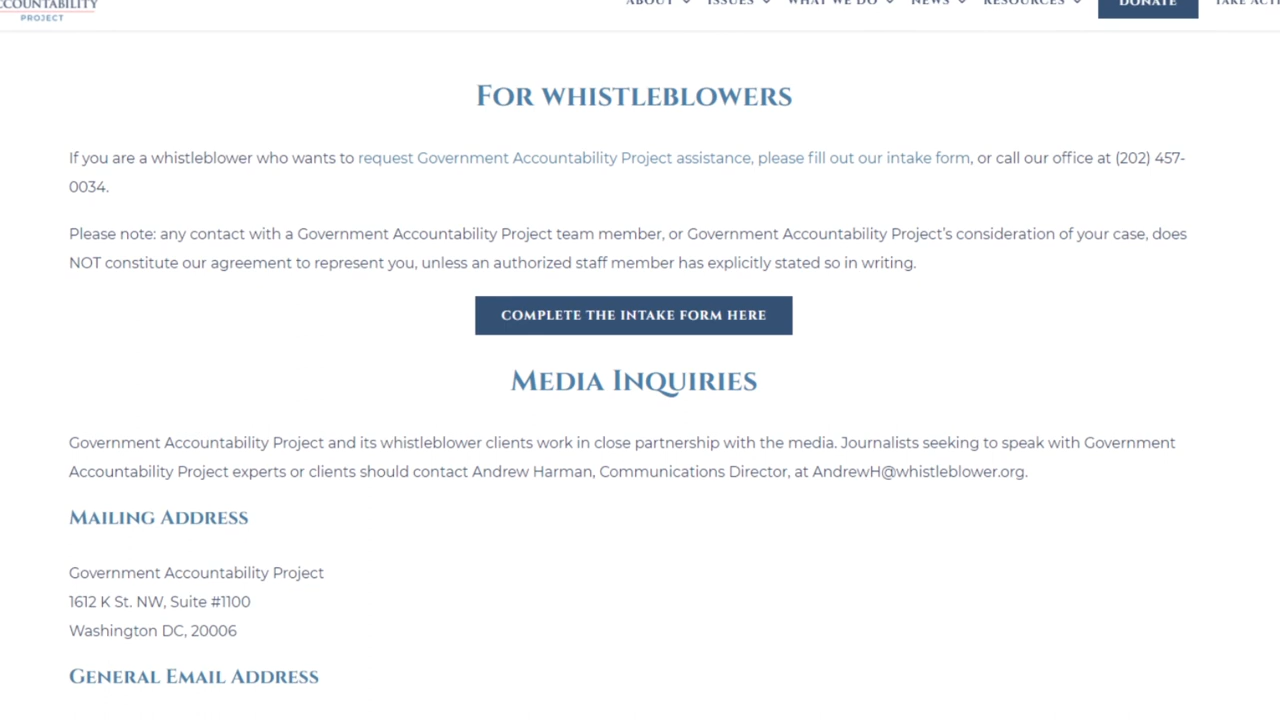 ACCOUNTABILITY
PROJECT
ABOUT ISSUES WHAT WE DO NEWS RESOURCES DONATE TAKE ACTI
FOR WHISTLEBLOWERS
If you are a whistleblower who wants to request Government Accountability Project assistance, please fill out our intake form, or call our office at (202) 457-
0034.
Please note: any contact with a Government Accountability Project team member, or Government Accountability Project's consideration of your case, does
NOT constitute our agreement to represent you, unless an authorized staff member has explicitly stated so in writing.
COMPLETE THE INTAKE FORM HERE
MEDIA INQUIRIES
Government Accountability Project and its whistleblower clients work in close partnership with the media. Journalists seeking to speak with Government
Accountability Project experts or clients should contact Andrew Harman, Communications Director, at AndrewH@whistleblower.org.
MAILING ADDRESS
Government Accountability Project
1612 K St. NW, Suite #1100
Washington DC, 20006
GENERAL EMAIL ADDRESS